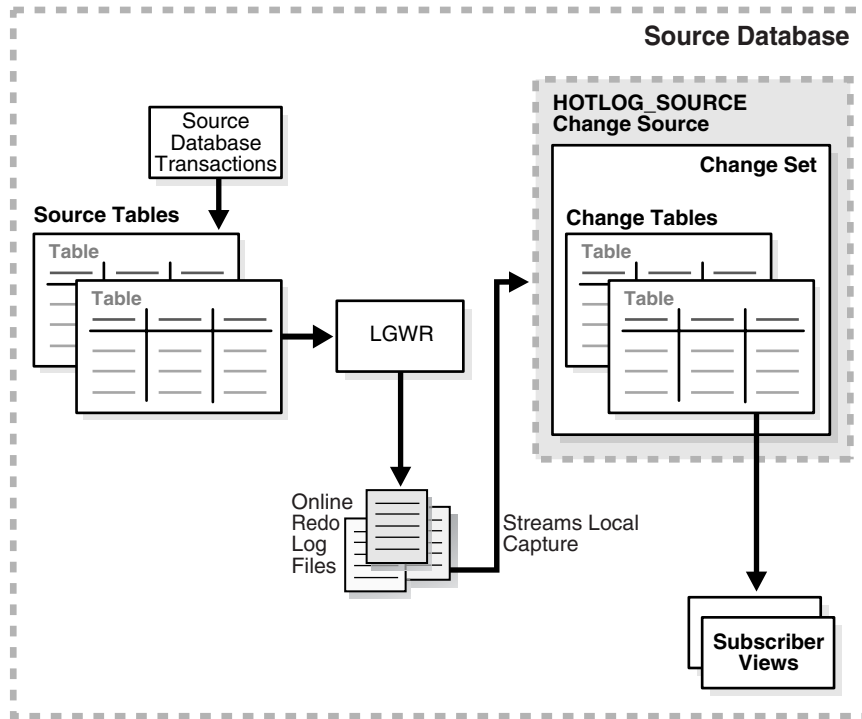 Source Database
HOTLOG_SOURCE
Change Source
Source
Database
Transactions
Change Set
Source Tables
Change Tables
Table
Table
Table
Table
LGWR
Online
Redo
Log
Files
Streams Local
Capture
Subscriber
Views